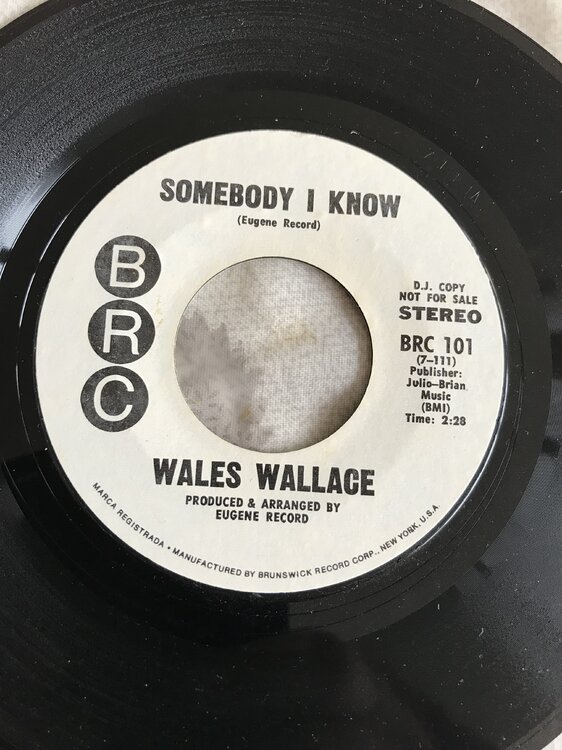 SOMEBODY I KNOW
(Eugene Record)
B
R
C
D.J. COPY
NOT FOR SALE
STEREO
BRC 101
(7-111)
Publisher:
Julio-Brian
Music
(BMI)
Time: 2:28
WALES WALLACE
PRODUCED & ARRANGED BY
EUGENE RECORD
MARCA REGISTRADA • MANUFACTURED BY BRUNSWICK RECORD CORP., NEW YORK, U.S.A.